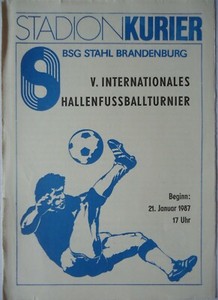 STADIONKURIER
BSG STAHL BRANDENBURG
V. INTERNATIONALES
HALLENFUSSBALLTURNIER
Beginn:
21. Januar 1987
17 Uhr